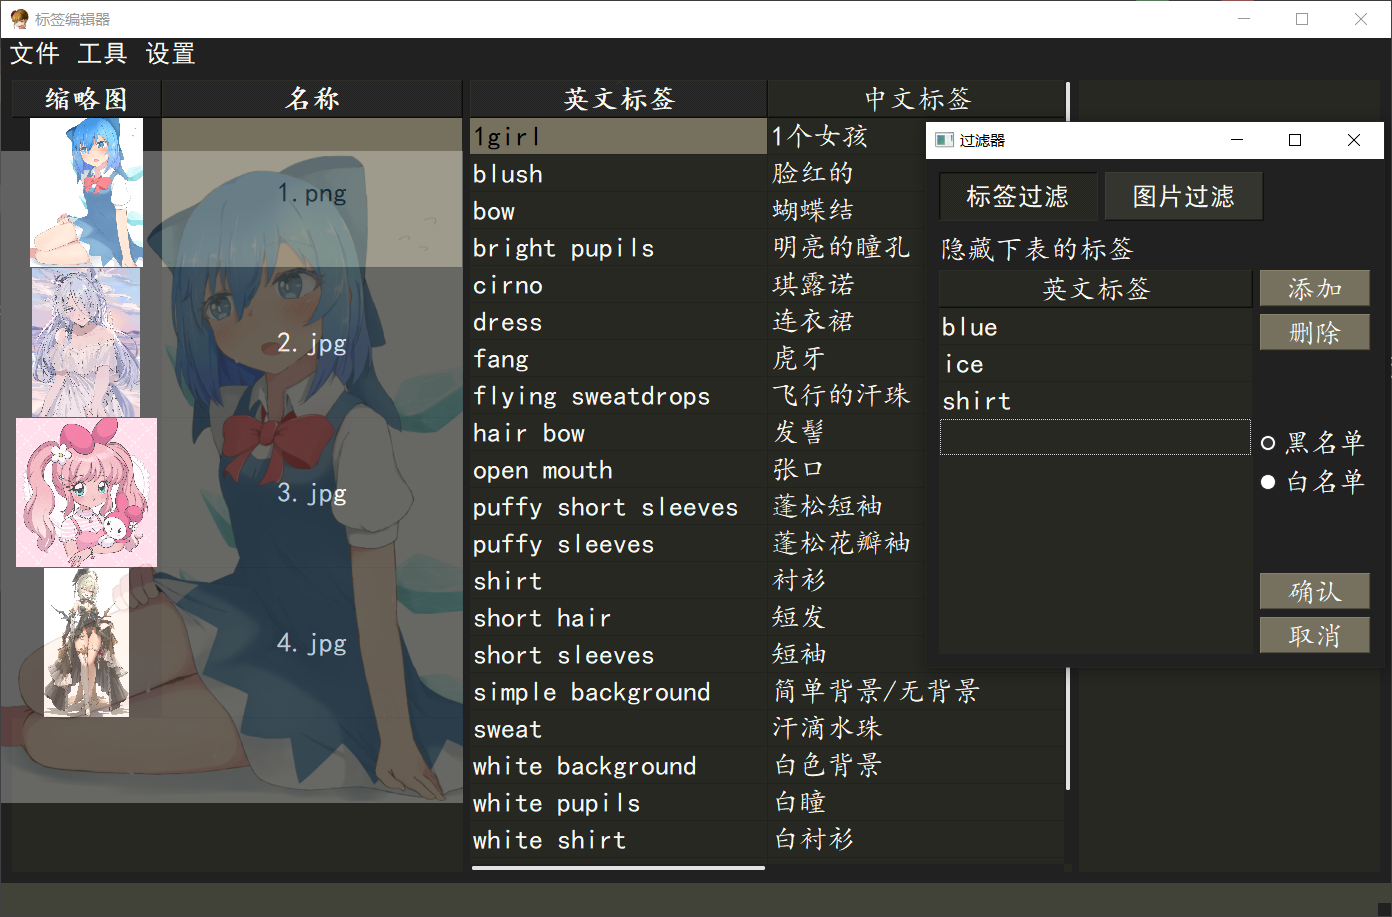 标签编辑器
文件 工具 设置
缩略图 名称
1.png
2.jpg
3.jpg
4.jpg
英文标签 中文标签
1girl 1个女孩
blush 脸红的
bow 蝴蝶结
bright pupils 明亮的瞳孔
cirno 琪露诺
dress 连衣裙
fang 虎牙
flying sweatdrops 飞行的汗珠
hair bow 发髻
open mouth 张口
puffy short sleeves 蓬松短袖
puffy sleeves 蓬松花瓣袖
shirt 衬衫
short hair 短发
short sleeves 短袖
simple background 简单背景/无背景
sweat 汗滴水珠
white background 白色背景
white pupils 白瞳
white shirt 白衬衫
过滤器
标签过滤 图片过滤
隐藏下表的标签
英文标签
blue
ice
shirt
添加
删除
黑名单
白名单
确认
取消